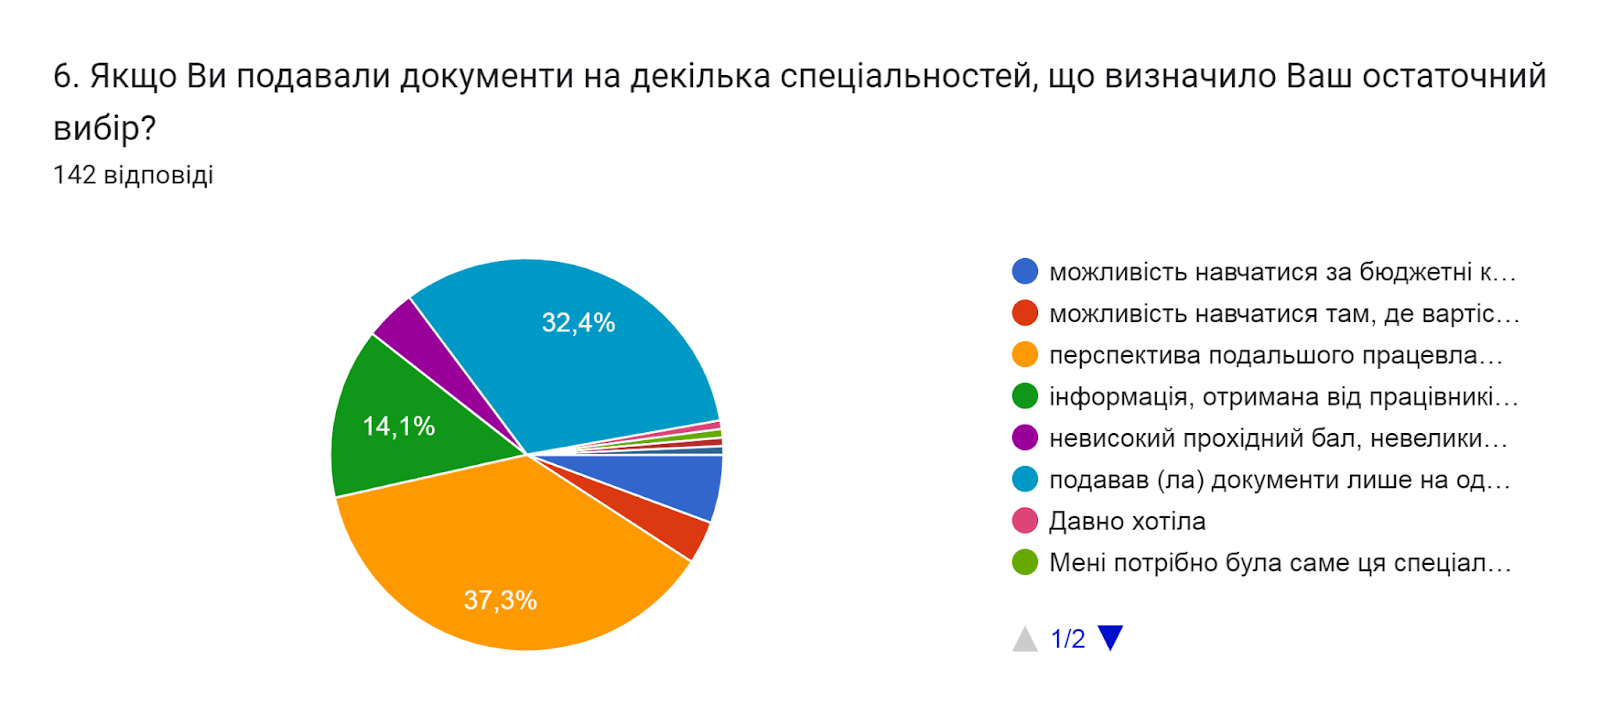 6. Якщо Ви подавали документи на декілька спеціальностей, що визначило Ваш остаточний
вибір?
142 відповіді
32,4%
14,1%
37,3%
можливість навчатися за бюджетні к…
можливість навчатися там, де вартіс…
перспектива подальшого працевла…
інформація, отримана від працівникі…
невисокий прохідний бал, невелики…
подавав (ла) документи лише на од…
Давно хотіла
Мені потрібно була саме ця спеціал…
1/2